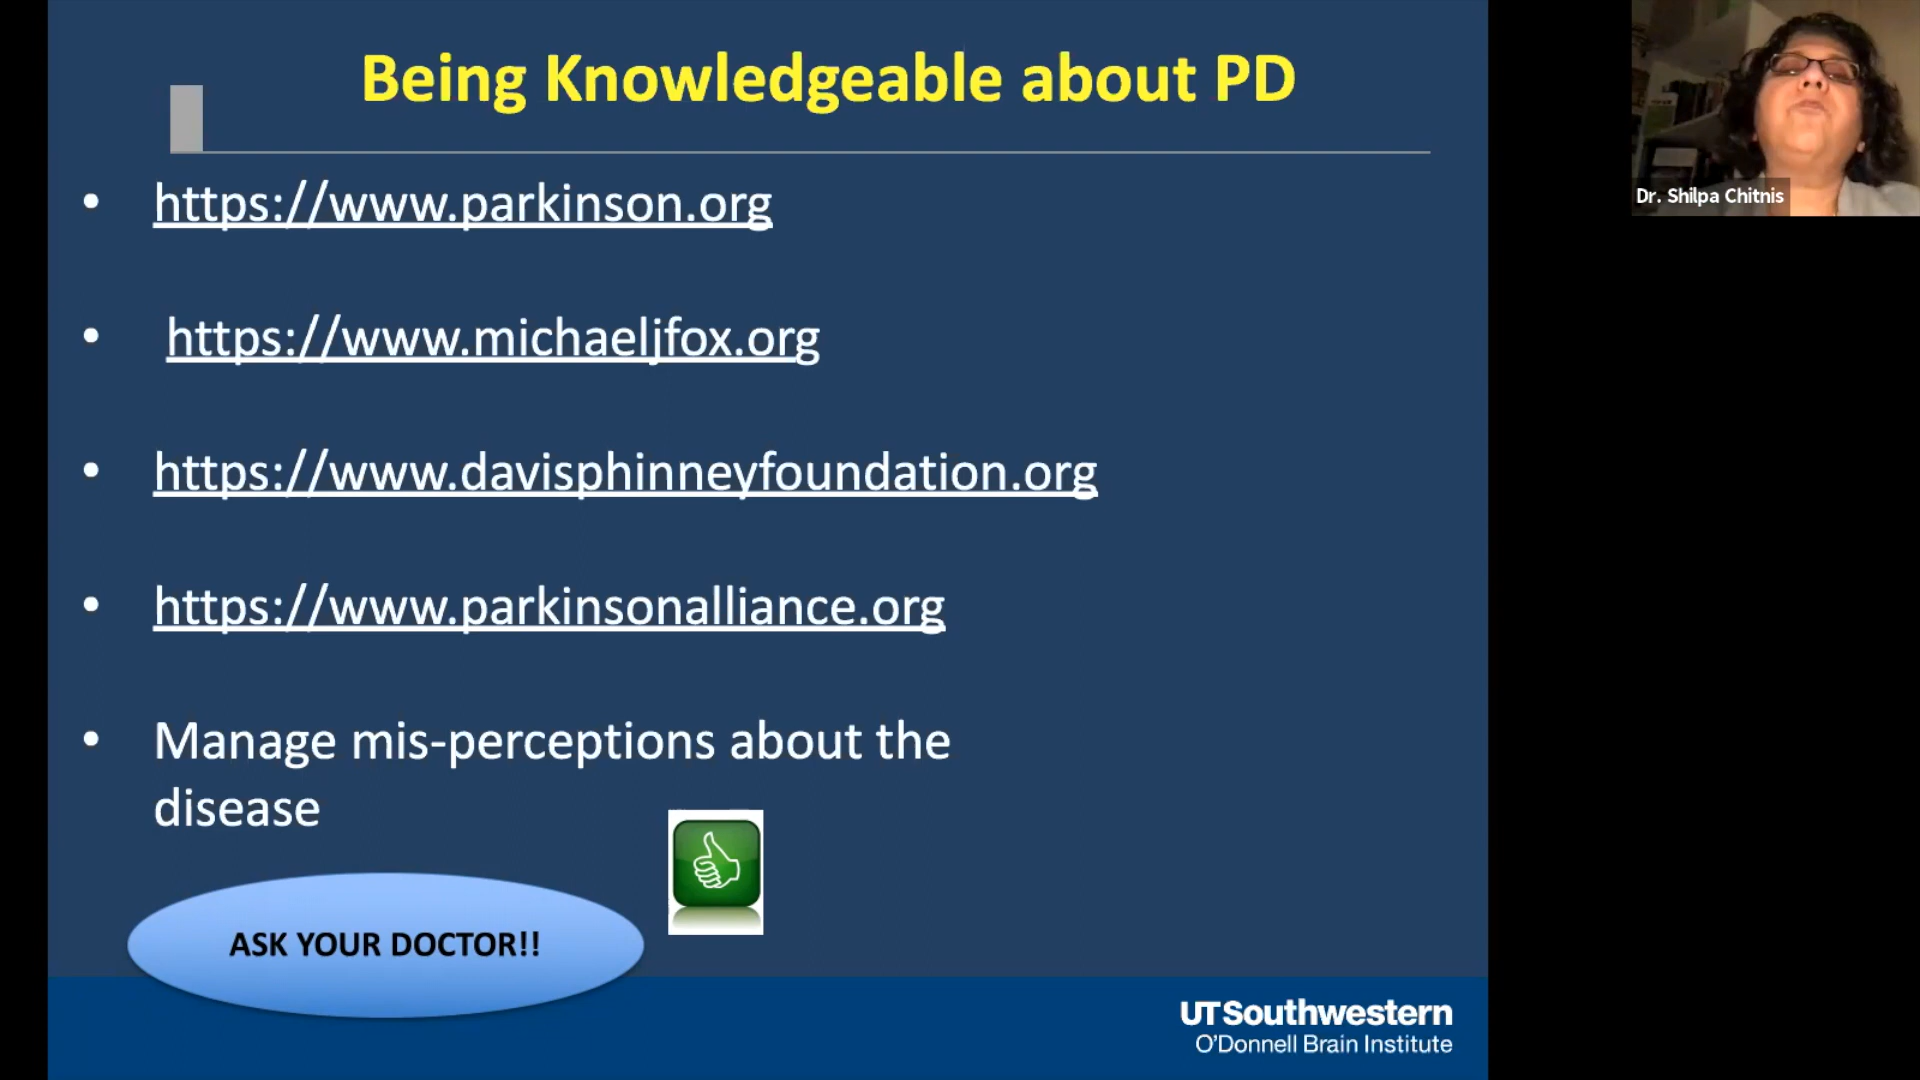 Being Knowledgeable about PD
• https://www.parkinson.org
• https://www.michaeljfox.org
• https://www.davisphinneyfoundation.org
• https://www.parkinsonalliance.org
• Manage mis-perceptions about the
disease
ASK YOUR DOCTOR!!
UTSouthwestern
O'Donnell Brain Institute
Dr. Shilpa Chitnis